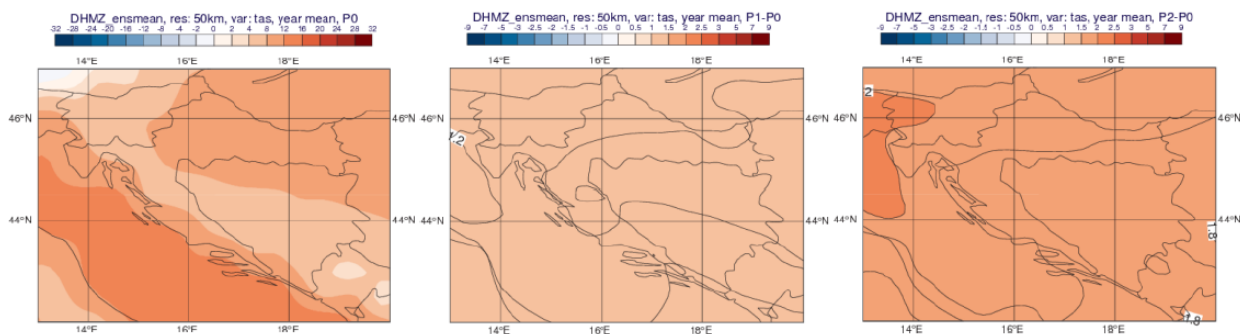 DHMZ_ensmean, res: 50km, var: tas, year mean, P0
-32 -28 -24 -20 -16 -12 -8 -4 -2 0 2 4 8 12 16 20 24 28 32
14°E 16°E 18°E
46°N
44°N
14°E 16°E 18°E
DHMZ_ensmean, res: 50km, var: tas, year mean, P1-P0
-9 -7 -5 -3 -2.5 -2 -1.5 -1 -0.5 0 0.5 1 1.5 2 2.5 3 5 7 9
14°E 16°E 18°E
46°N 46°N
1.2
44°N 44°N
14°E 16°E 18°E
DHMZ_ensmean, res: 50km, var: tas, year mean, P2-P0
-9 -7 -5 -3 -2.5 -2 -1.5 -1 -0.5 0 0.5 1 1.5 2 2.5 3 5 7 9
14°E 16°E 18°E
2
46°N
44°N
1.8
1.8
14°E 16°E 18°E